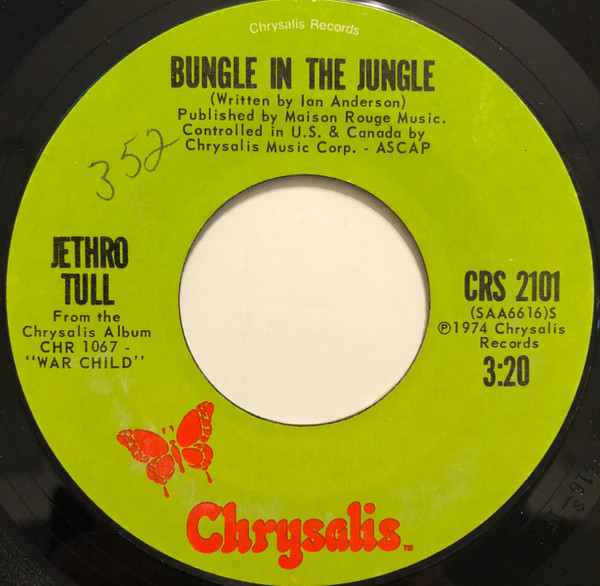 Chrysalis Records
BUNGLE IN THE JUNGLE
(Written by Ian Anderson)
Published by Maison Rouge Music.
Controlled in U.S. & Canada by
Chrysalis Music Corp. - ASCAP
352
JETHRO
TULL
From the
Chrysalis Album
CHR 1067 -
"WAR CHILD"
CRS 2101
(SAA6616)S
℗1974 Chrysalis
Records
3:20
Chrysalis™